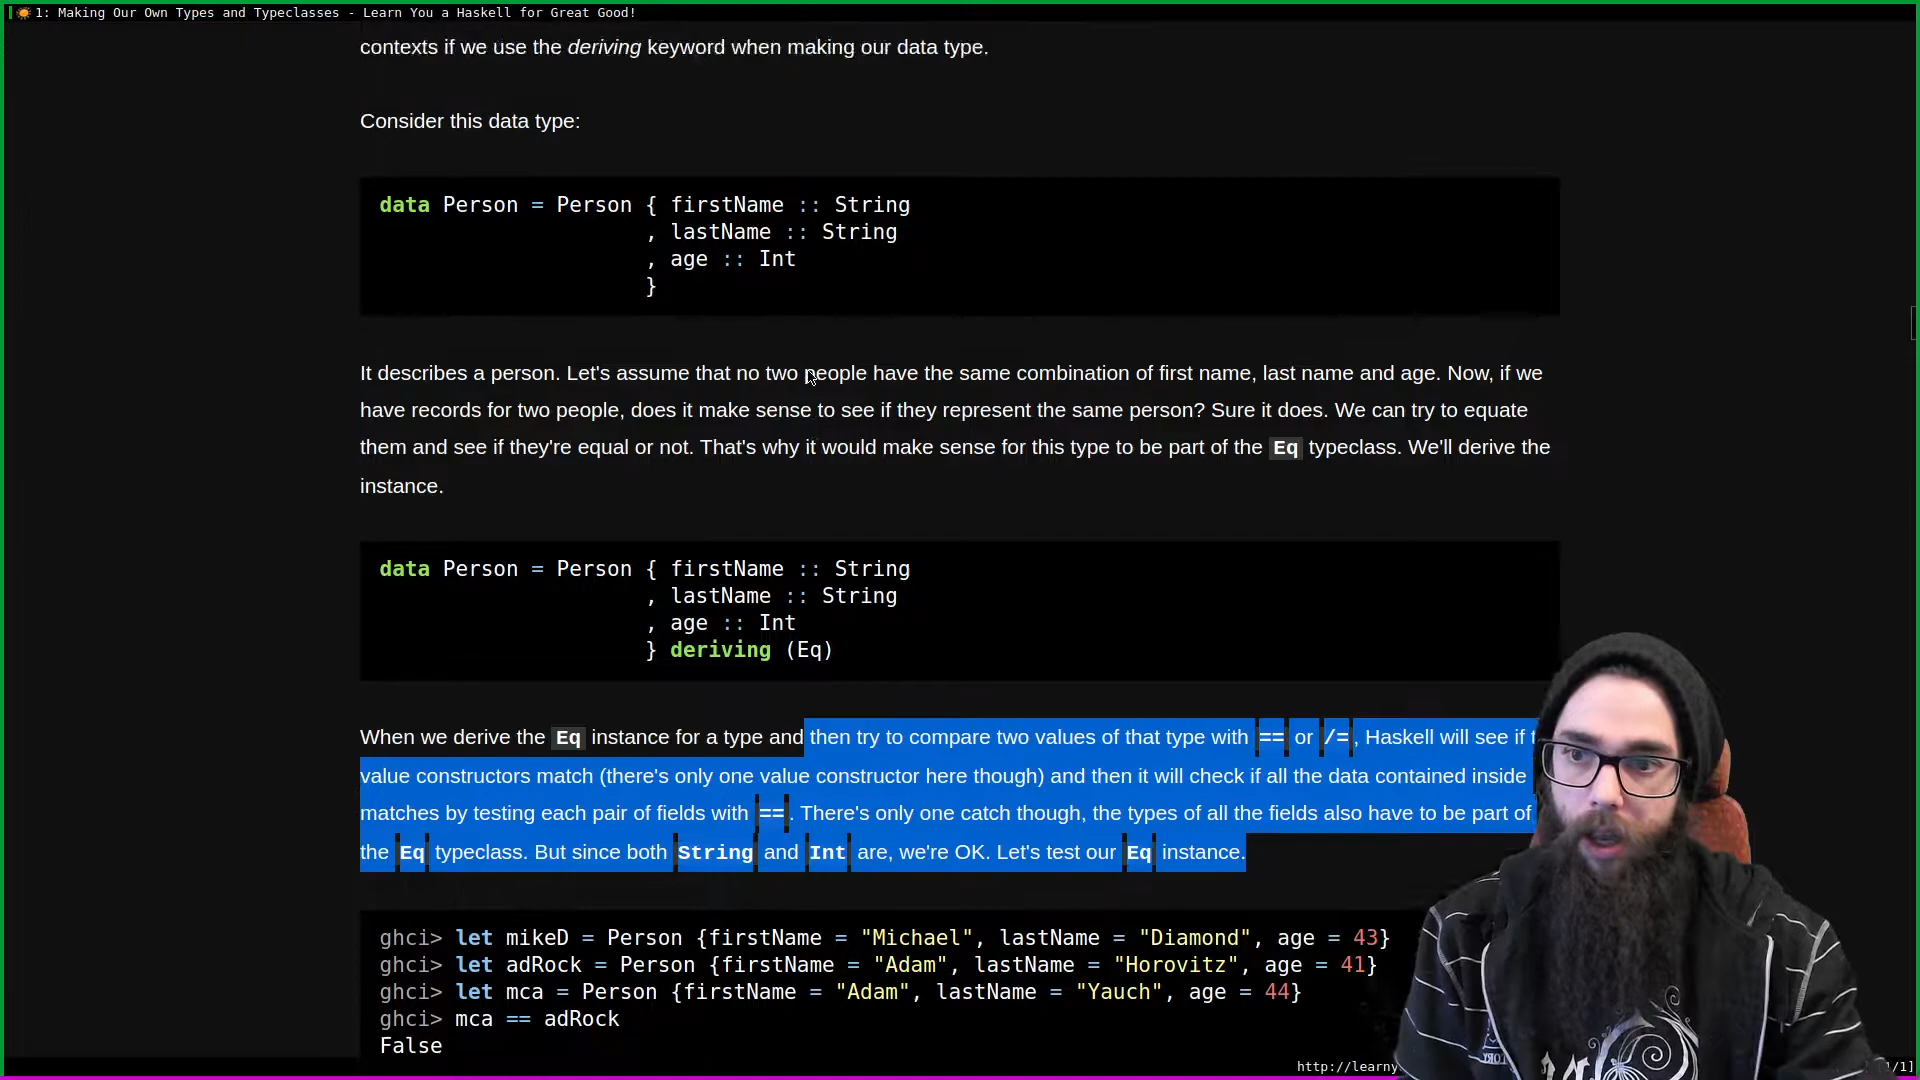 1: Making Our Own Types and Typeclasses - Learn You a Haskell for Great Good!
contexts if we use the deriving keyword when making our data type.
Consider this data type:
data Person = Person { firstName :: String
, lastName :: String
, age :: Int
}
It describes a person. Let's assume that no two people have the same combination of first name, last name and age. Now, if we
have records for two people, does it make sense to see if they represent the same person? Sure it does. We can try to equate
them and see if they're equal or not. That's why it would make sense for this type to be part of the Eq typeclass. We'll derive the
instance.
data Person = Person { firstName :: String
, lastName :: String
, age :: Int
} deriving (Eq)
When we derive the Eq instance for a type and then try to compare two values of that type with == or /=, Haskell will see if
value constructors match (there's only one value constructor here though) and then it will check if all the data contained inside
matches by testing each pair of fields with ==. There's only one catch though, the types of all the fields also have to be part of
the Eq typeclass. But since both String and Int are, we're OK. Let's test our Eq instance.
ghci> let mikeD = Person {firstName = "Michael", lastName = "Diamond", age = 43}
ghci> let adRock = Person {firstName = "Adam", lastName = "Horovitz", age = 41}
ghci> let mca = Person {firstName = "Adam", lastName = "Yauch", age = 44}
ghci> mca == adRock
False
http://learny
/1]